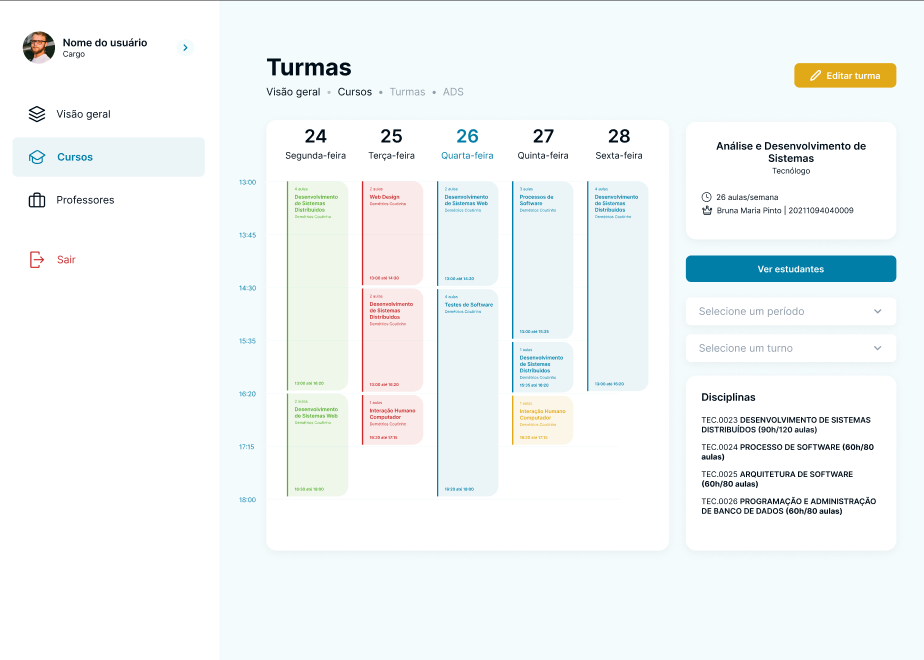 Nome do usuário
Cargo
Visão geral
Cursos
Professores
Sair
Turmas
Visão geral • Cursos • Turmas • ADS
Editar turma
24
Segunda-feira
25
Terça-feira
26
Quarta-feira
27
Quinta-feira
28
Sexta-feira
13:00
13:45
14:30
15:35
16:20
17:15
18:00
4 aulas
Desenvolvimento
de Sistemas
Distribuídos
Demétrios Coutinho
13:00 até 16:20
2 aulas
Desenvolvimento
de Sistemas Web
Demétrios Coutinho
16:20 até 18:00
2 aulas
Web Design
Demétrios Coutinho
13:00 até 14:30
2 aulas
Desenvolvimento
de Sistemas
Distribuídos
Demétrios Coutinho
13:00 até 16:20
1 aulas
Interação Humano
Computador
Demétrios Coutinho
16:20 até 17:15
2 aulas
Desenvolvimento
de Sistemas Web
Demétrios Coutinho
13:00 até 14:30
4 aulas
Testes de Software
Demétrios Coutinho
16:20 até 18:00
3 aulas
Processos de
Software
Demétrios Coutinho
13:00 até 15:35
1 aulas
Desenvolvimento
de Sistemas
Distribuídos
Demétrios Coutinho
15:35 até 16:20
1 aulas
Interação Humano
Computador
Demétrios Coutinho
16:20 até 17:15
4 aulas
Desenvolvimento
de Sistemas
Distribuídos
Demétrios Coutinho
13:00 até 16:20
Análise e Desenvolvimento de
Sistemas
Tecnólogo
26 aulas/semana
Bruna Maria Pinto | 20211094040009
Ver estudantes
Selecione um período
Selecione um turno
Disciplinas
TEC.0023 DESENVOLVIMENTO DE SISTEMAS
DISTRIBUÍDOS (90h/120 aulas)
TEC.0024 PROCESSO DE SOFTWARE (60h/80
aulas)
TEC.0025 ARQUITETURA DE SOFTWARE
(60h/80 aulas)
TEC.0026 PROGRAMAÇÃO E ADMINISTRAÇÃO
DE BANCO DE DADOS (60h/80 aulas)